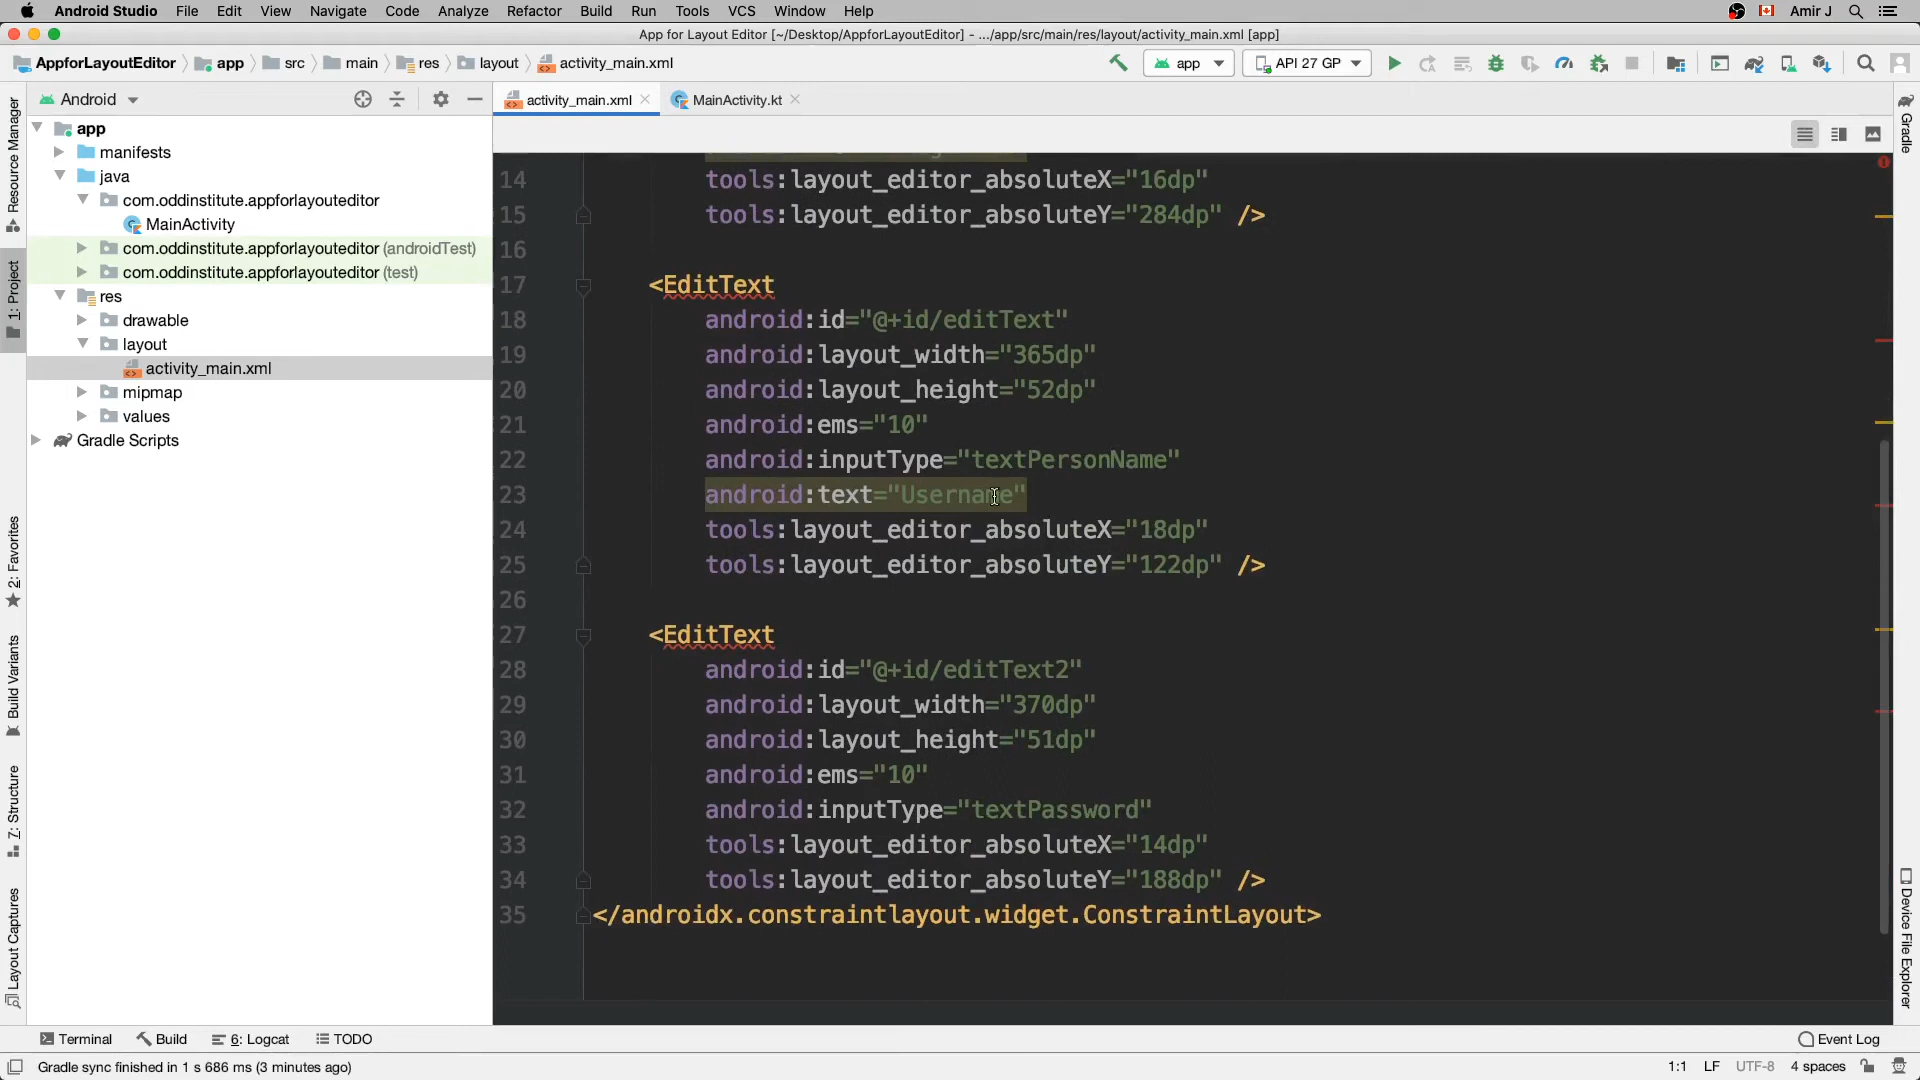 Android Studio File Edit View Navigate Code Analyze Refactor Build Run Tools VCS Window Help Amir J
App for Layout Editor [~/Desktop/AppforLayoutEditor] - .../app/src/main/res/layout/activity_main.xml [app]
AppforLayoutEditor app src main res layout activity_main.xml app API 27 GP
Android
activity_main.xml MainActivity.kt
Resource Manager
1: Project
2: Favorites
Build Variants
7: Structure
Layout Captures
app
manifests
java
com.oddinstitute.appforlayouteditor
MainActivity
com.oddinstitute.appforlayouteditor (androidTest)
com.oddinstitute.appforlayouteditor (test)
res
drawable
layout
activity_main.xml
mipmap
values
Gradle Scripts
14 tools:layout_editor_absoluteX="16dp"
15 tools:layout_editor_absoluteY="284dp" />
16
17 <EditText
18 android:id="@+id/editText"
19 android:layout_width="365dp"
20 android:layout_height="52dp"
21 android:ems="10"
22 android:inputType="textPersonName"
23 android:text="Username"
24 tools:layout_editor_absoluteX="18dp"
25 tools:layout_editor_absoluteY="122dp" />
26
27 <EditText
28 android:id="@+id/editText2"
29 android:layout_width="370dp"
30 android:layout_height="51dp"
31 android:ems="10"
32 android:inputType="textPassword"
33 tools:layout_editor_absoluteX="14dp"
34 tools:layout_editor_absoluteY="188dp" />
35 </androidx.constraintlayout.widget.ConstraintLayout>
Gradle
Device File Explorer
Terminal Build 6: Logcat TODO Event Log
Gradle sync finished in 1 s 686 ms (3 minutes ago) 1:1 LF UTF-8 4 spaces